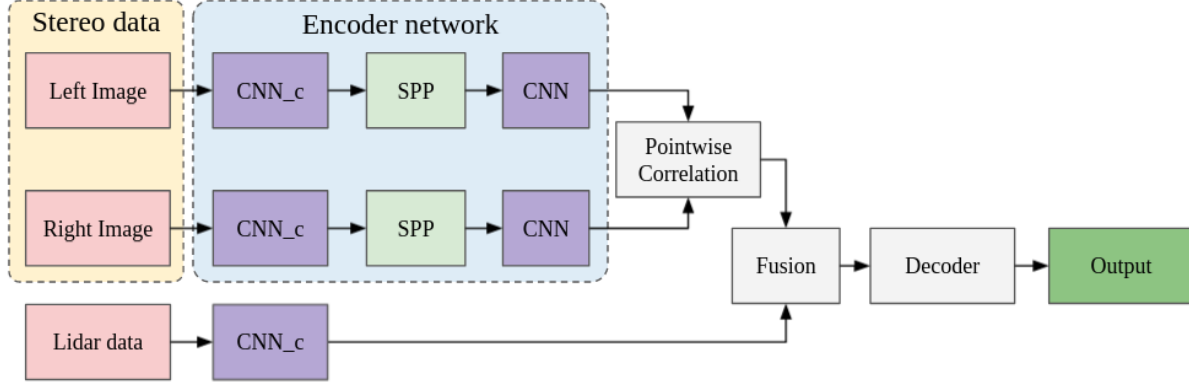 Stereo data
Encoder network
Left Image
CNN_c
SPP
CNN
Pointwise
Correlation
Right Image
CNN_c
SPP
CNN
Fusion
Decoder
Output
Lidar data
CNN_c